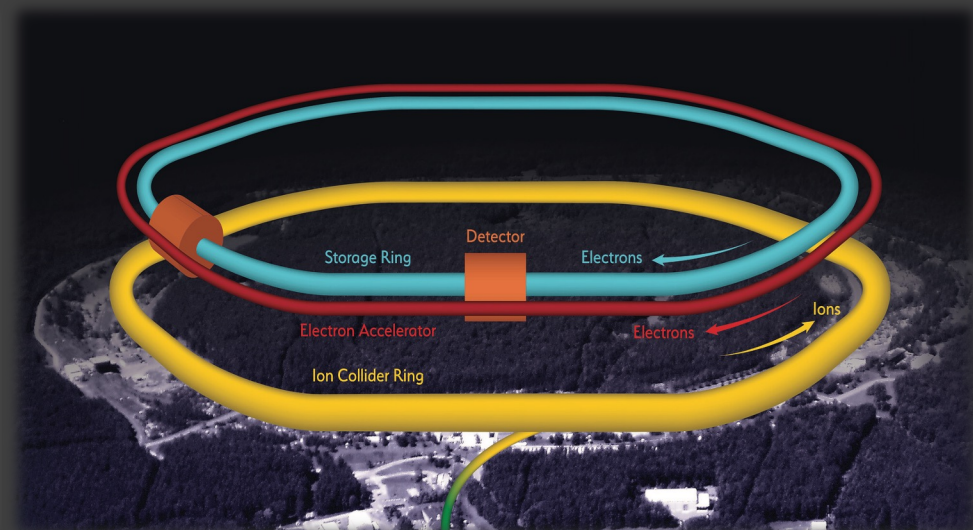 Detector
Storage Ring
Electrons
Ions
Electron Accelerator
Electrons
Ion Collider Ring